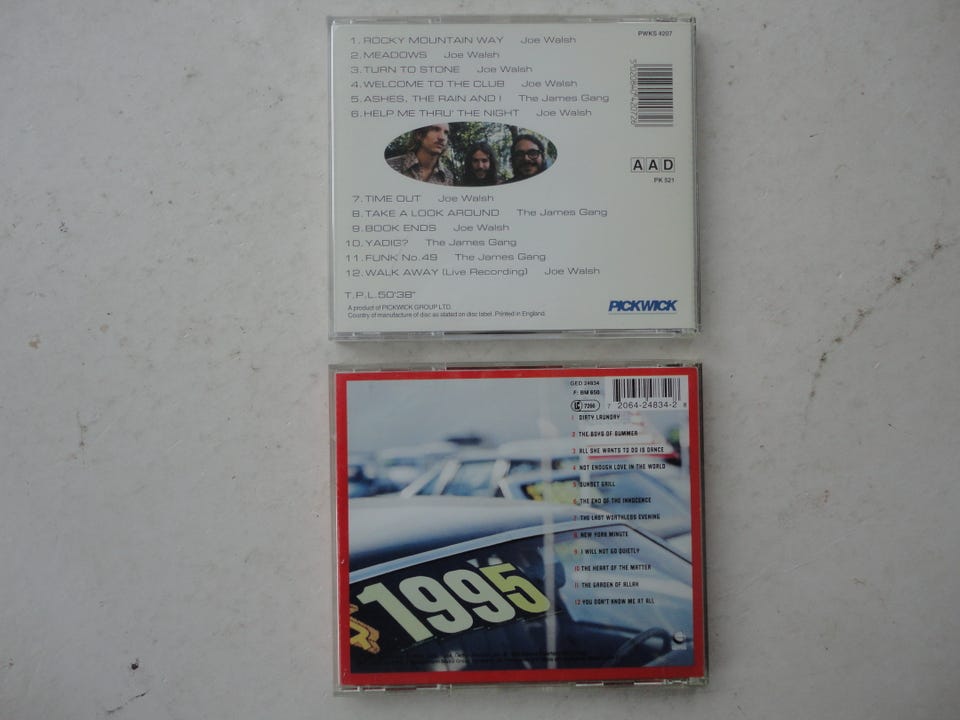 PWKS 4207
1. ROCKY MOUNTAIN WAY Joe Walsh
2. MEADOWS Joe Walsh
3. TURN TO STONE Joe Walsh
4. WELCOME TO THE CLUB Joe Walsh
5. ASHES, THE RAIN AND I The James Gang
6. HELP ME THRU' THE NIGHT Joe Walsh
AAD
PK 521
7. TIME OUT Joe Walsh
8. TAKE A LOOK AROUND The James Gang
9. BOOK ENDS Joe Walsh
10. YADIG? The James Gang
11. FUNK No.49 The James Gang
12. WALK AWAY (Live Recording) Joe Walsh
T.P.L.50'38"
A product of PICKWICK GROUP LTD.
Country of manufacture of disc as stated on disc label. Printed in England.
PICKWICK
GED 24834
F: BM 650
LC 7266
7 2064-24834-2 8
1 DIRTY LAUNDRY
2 THE BOYS OF SUMMER
3 ALL SHE WANTS TO DO IS DANCE
4 NOT ENOUGH LOVE IN THE WORLD
5 SUNSET GRILL
6 THE END OF THE INNOCENCE
7 THE LAST WORTHLESS EVENING
8 NEW YORK MINUTE
9 I WILL NOT GO QUIETLY
10 THE HEART OF THE MATTER
11 THE GARDEN OF ALLAH
12 YOU DON'T KNOW ME AT ALL
1995